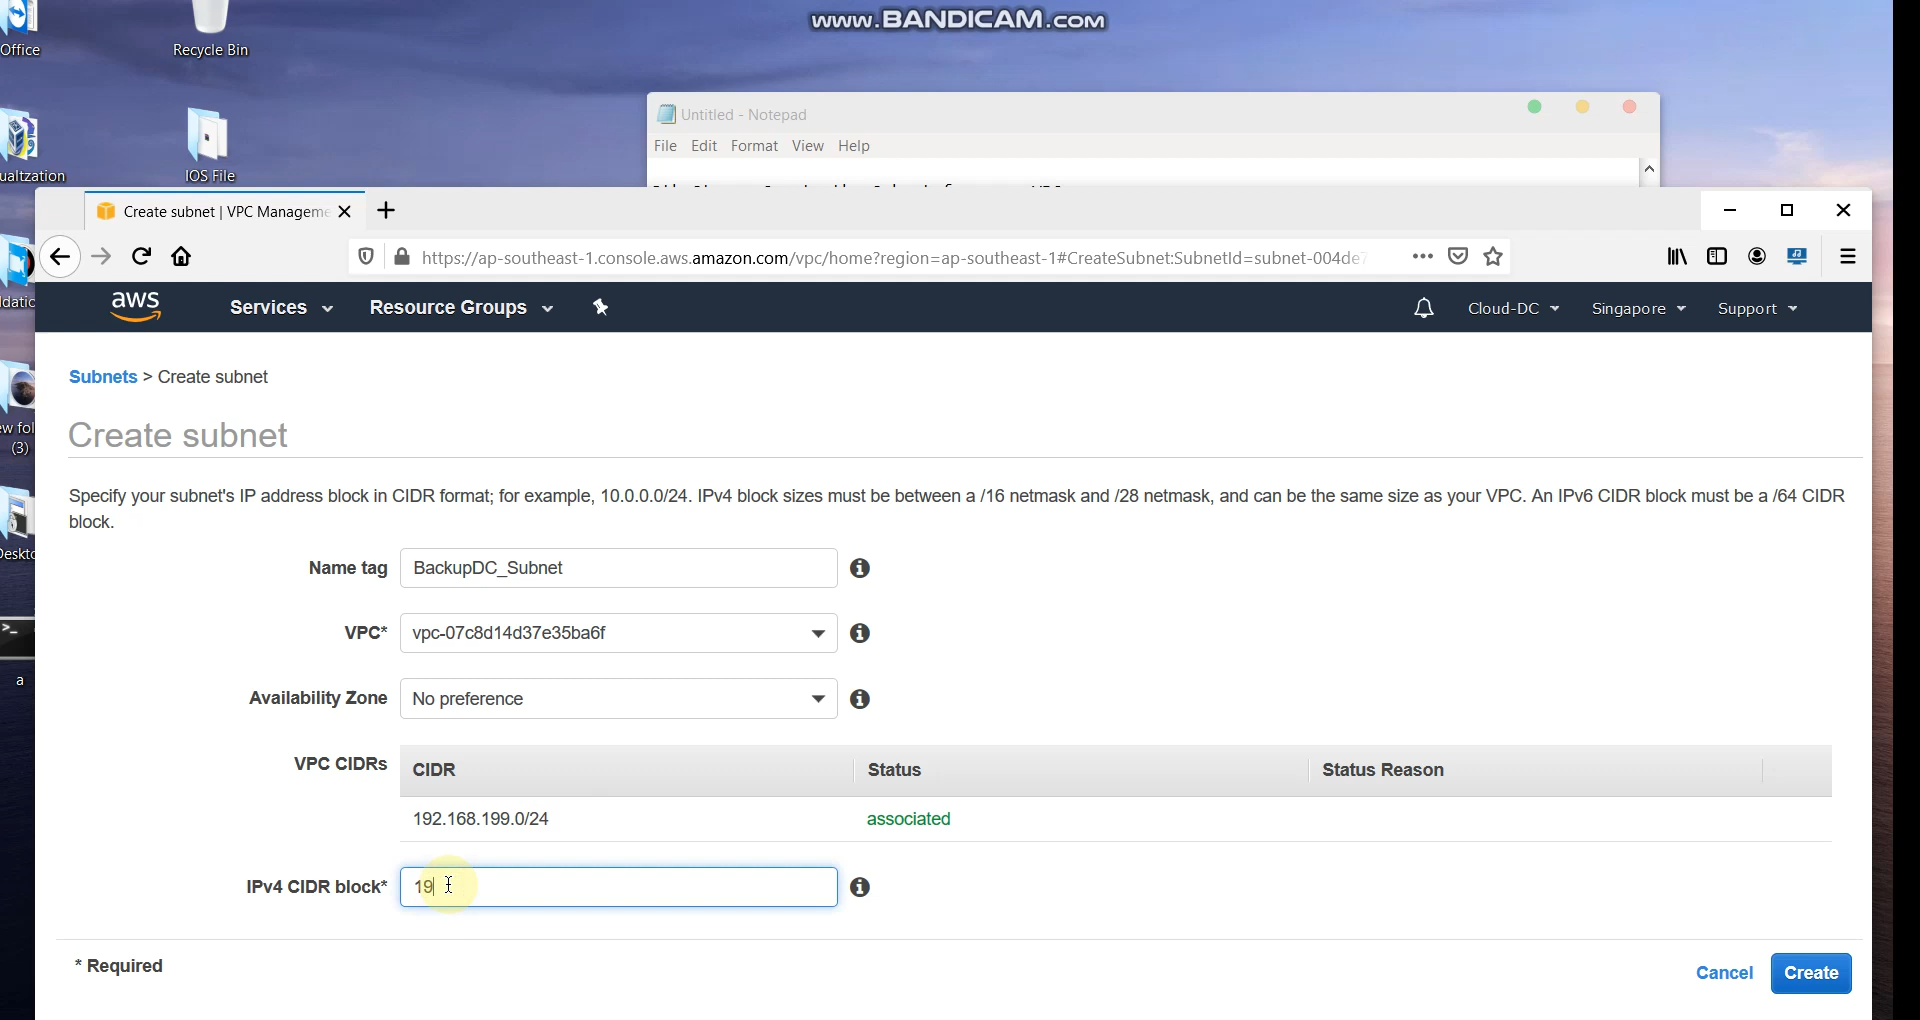 www.BANDICAM.com
Office
Recycle Bin
ualtzation
IOS File
Untitled - Notepad
File Edit Format View Help
Create subnet | VPC Manageme
https://ap-southeast-1.console.aws.amazon.com/vpc/home?region=ap-southeast-1#CreateSubnet:SubnetId=subnet-004de7
ldatic
aws Services Resource Groups Cloud-DC Singapore Support
Subnets > Create subnet
ew fol
(3)
Create subnet
Specify your subnet's IP address block in CIDR format; for example, 10.0.0.0/24. IPv4 block sizes must be between a /16 netmask and /28 netmask, and can be the same size as your VPC. An IPv6 CIDR block must be a /64 CIDR
block.
Deskto
Name tag BackupDC_Subnet
VPC* vpc-07c8d14d37e35ba6f
a
Availability Zone No preference
VPC CIDRs CIDR Status Status Reason
192.168.199.0/24 associated
IPv4 CIDR block* 19
* Required
Cancel Create